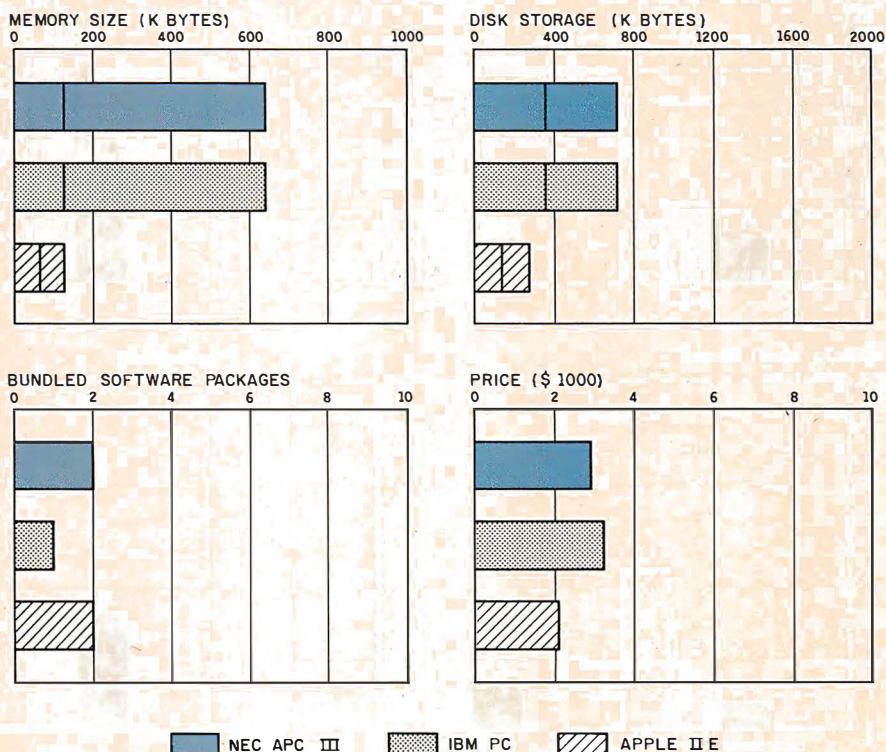 MEMORY SIZE (K BYTES)
0 200 400 600 800 1000
DISK STORAGE (K BYTES)
0 400 800 1200 1600 2000
BUNDLED SOFTWARE PACKAGES
0 2 4 6 8 10
PRICE ($ 1000)
0 2 4 6 8 10
NEC APC III
IBM PC
APPLE II E